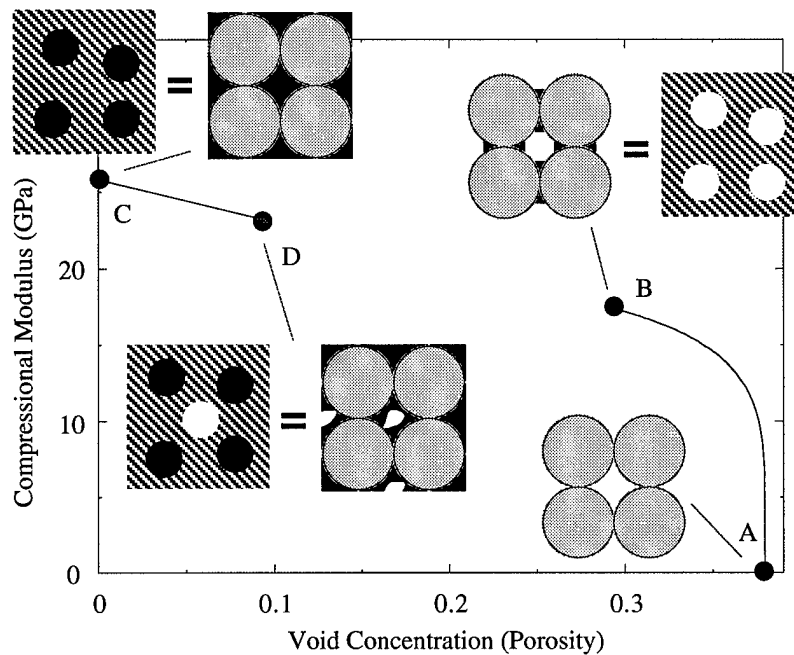 =
=
Compressional Modulus (GPa)
C
D
B
20
=
10
A
0
0
0.1
0.2
0.3
Void Concentration (Porosity)